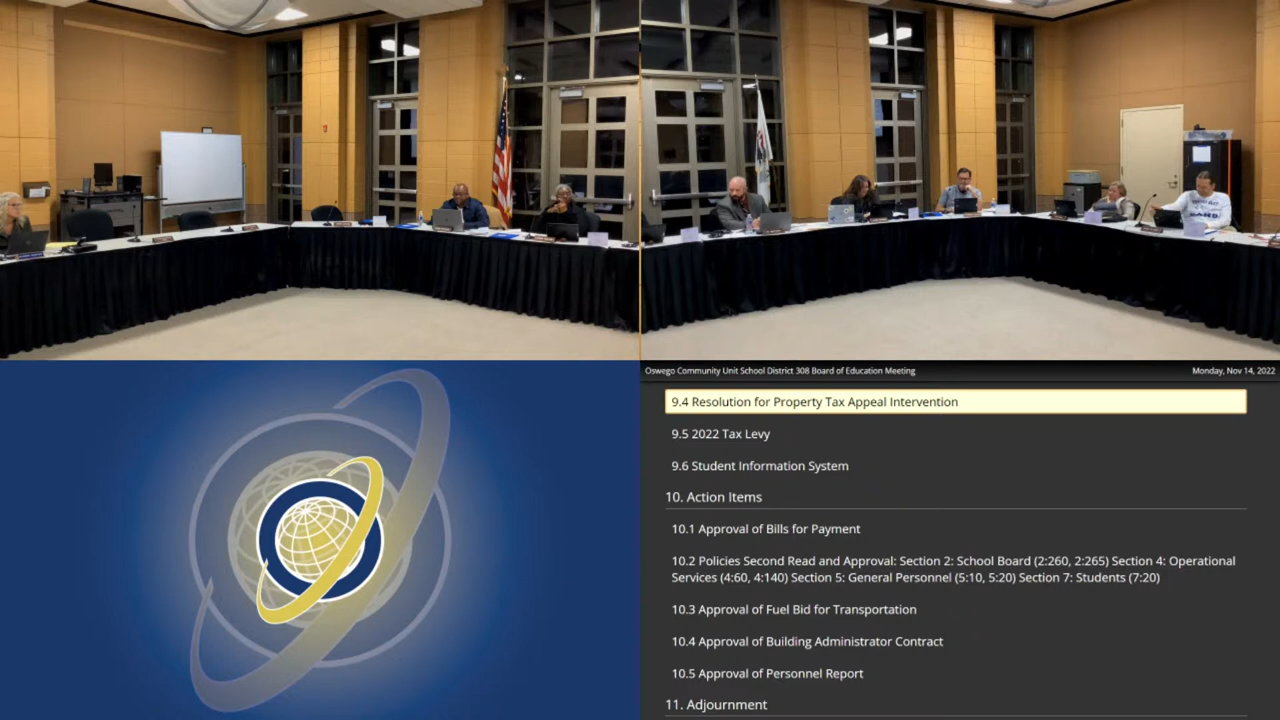 Oswego Community Unit School District 308 Board of Education Meeting
Monday, Nov 14, 2022
9.4 Resolution for Property Tax Appeal Intervention
9.5 2022 Tax Levy
9.6 Student Information System
10. Action Items
10.1 Approval of Bills for Payment
10.2 Policies Second Read and Approval: Section 2: School Board (2:260, 2:265) Section 4: Operational
Services (4:60, 4:140) Section 5: General Personnel (5:10, 5:20) Section 7: Students (7:20)
10.3 Approval of Fuel Bid for Transportation
10.4 Approval of Building Administrator Contract
10.5 Approval of Personnel Report
11. Adjournment